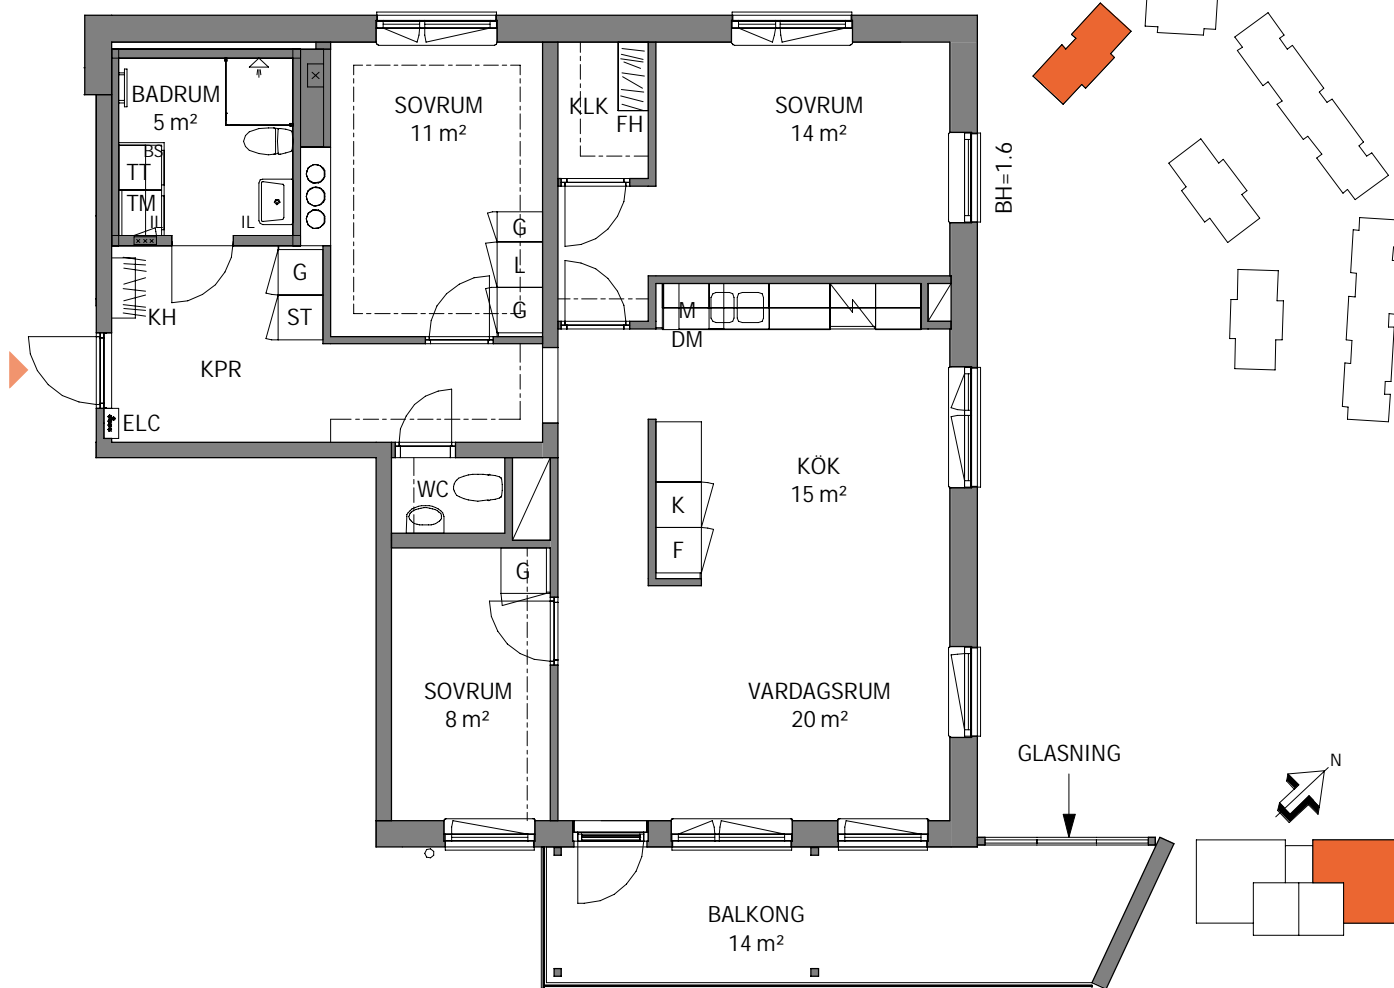 BADRUM
5 m²
BS
TT
TM
IL
IL
SOVRUM
11 m²
KLK
FH
SOVRUM
14 m²
BH=1.6
G
L
G
G
ST
KH
KPR
ELC
M
DM
KÖK
15 m²
K
F
WC
G
SOVRUM
8 m²
VARDAGSRUM
20 m²
GLASNING
N
BALKONG
14 m²